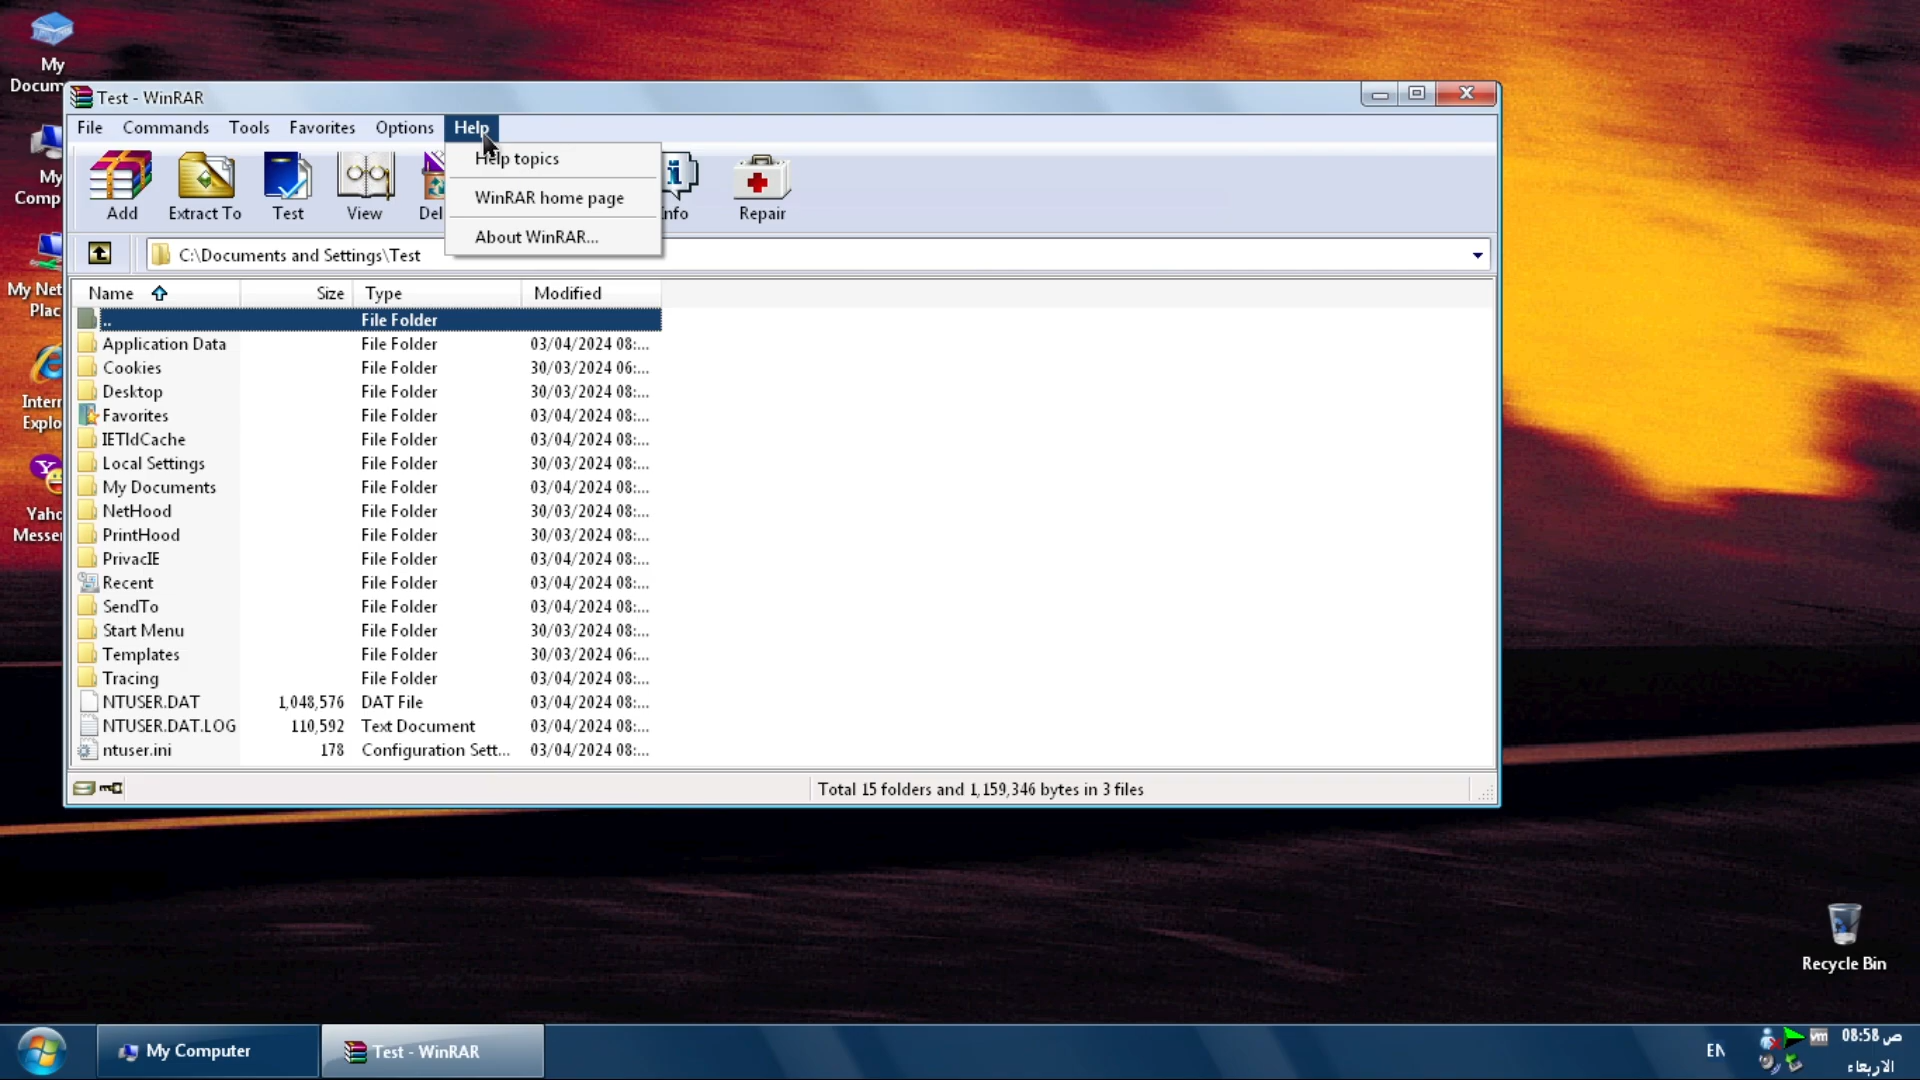 My
Docum
My
Comp
My Net
Plac
Intern
Explo
Yaho
Messe
Test - WinRAR
File Commands Tools Favorites Options Help
Help topics
WinRAR home page
About WinRAR...
Add Extract To Test View Del Info Repair
C:\Documents and Settings\Test
Name Size Type Modified
.. File Folder
Application Data File Folder 03/04/2024 08:...
Cookies File Folder 30/03/2024 06:...
Desktop File Folder 30/03/2024 08:...
Favorites File Folder 03/04/2024 08:...
IETldCache File Folder 03/04/2024 08:...
Local Settings File Folder 30/03/2024 08:...
My Documents File Folder 03/04/2024 08:...
NetHood File Folder 30/03/2024 08:...
PrintHood File Folder 30/03/2024 08:...
PrivacIE File Folder 03/04/2024 08:...
Recent File Folder 03/04/2024 08:...
SendTo File Folder 03/04/2024 08:...
Start Menu File Folder 30/03/2024 08:...
Templates File Folder 30/03/2024 06:...
Tracing File Folder 03/04/2024 08:...
NTUSER.DAT 1,048,576 DAT File 03/04/2024 08:...
NTUSER.DAT.LOG 110,592 Text Document 03/04/2024 08:...
ntuser.ini 178 Configuration Sett... 03/04/2024 08:...
Total 15 folders and 1,159,346 bytes in 3 files
Recycle Bin
My Computer
Test - WinRAR
EN
vm
08:58 ص
الاربعاء